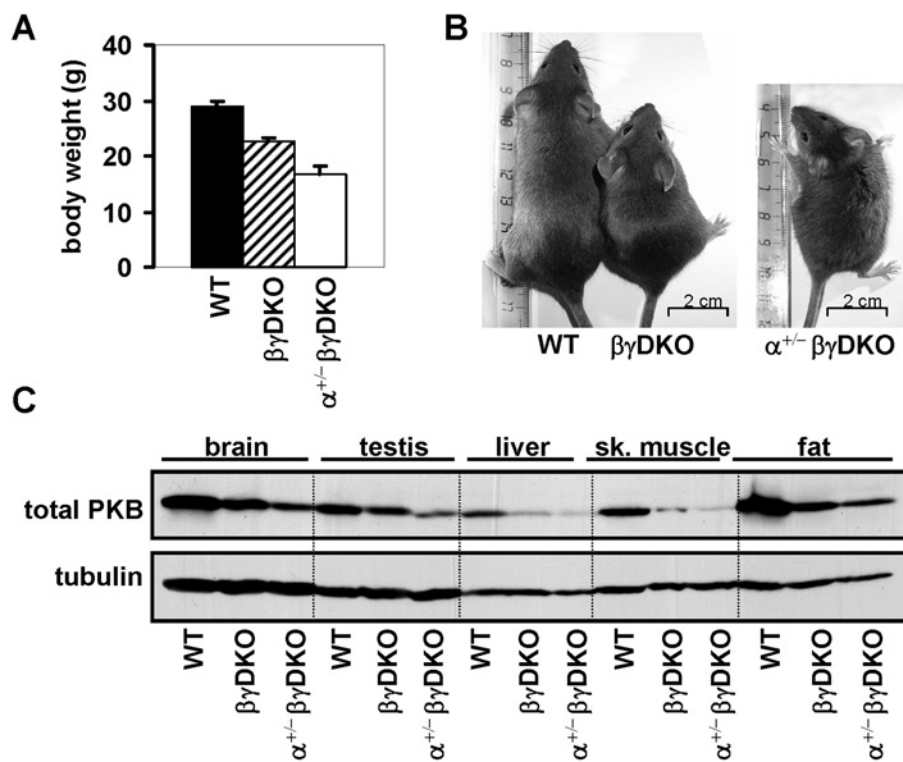 A
body weight (g)
40
30
20
10
0
WT
βγDKO
α+/- βγDKO
B
2 cm
2 cm
WT βγDKO
α+/- βγDKO
C
brain testis liver sk. muscle fat
total PKB
tubulin
WT βγDKO α+/- βγDKO WT βγDKO α+/- βγDKO WT βγDKO α+/- βγDKO WT βγDKO α+/- βγDKO WT βγDKO α+/- βγDKO